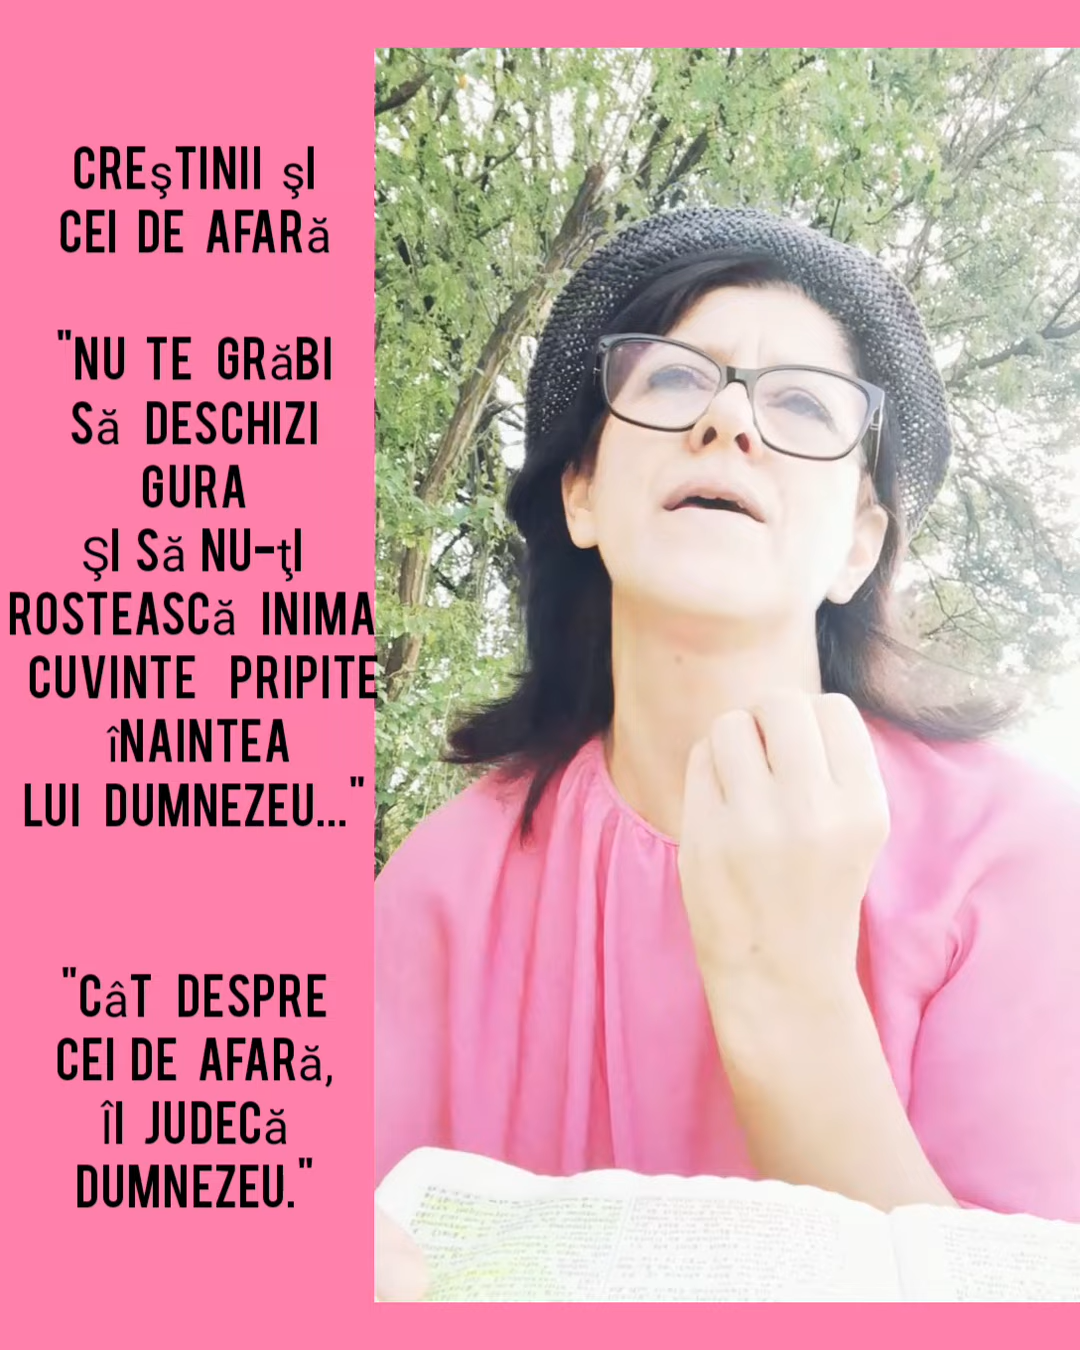 CREşTINII şI
CEI DE AFARă
"NU TE GRăBI
Să DESCHIZI
GURA
ŞI Să NU-ţI
ROSTEASCă INIMA
CUVINTE PRIPITE
îNAINTEA
LUI DUMNEZEU..."
"CâT DESPRE
CEI DE AFARă,
ÎI JUDECă
DUMNEZEU."